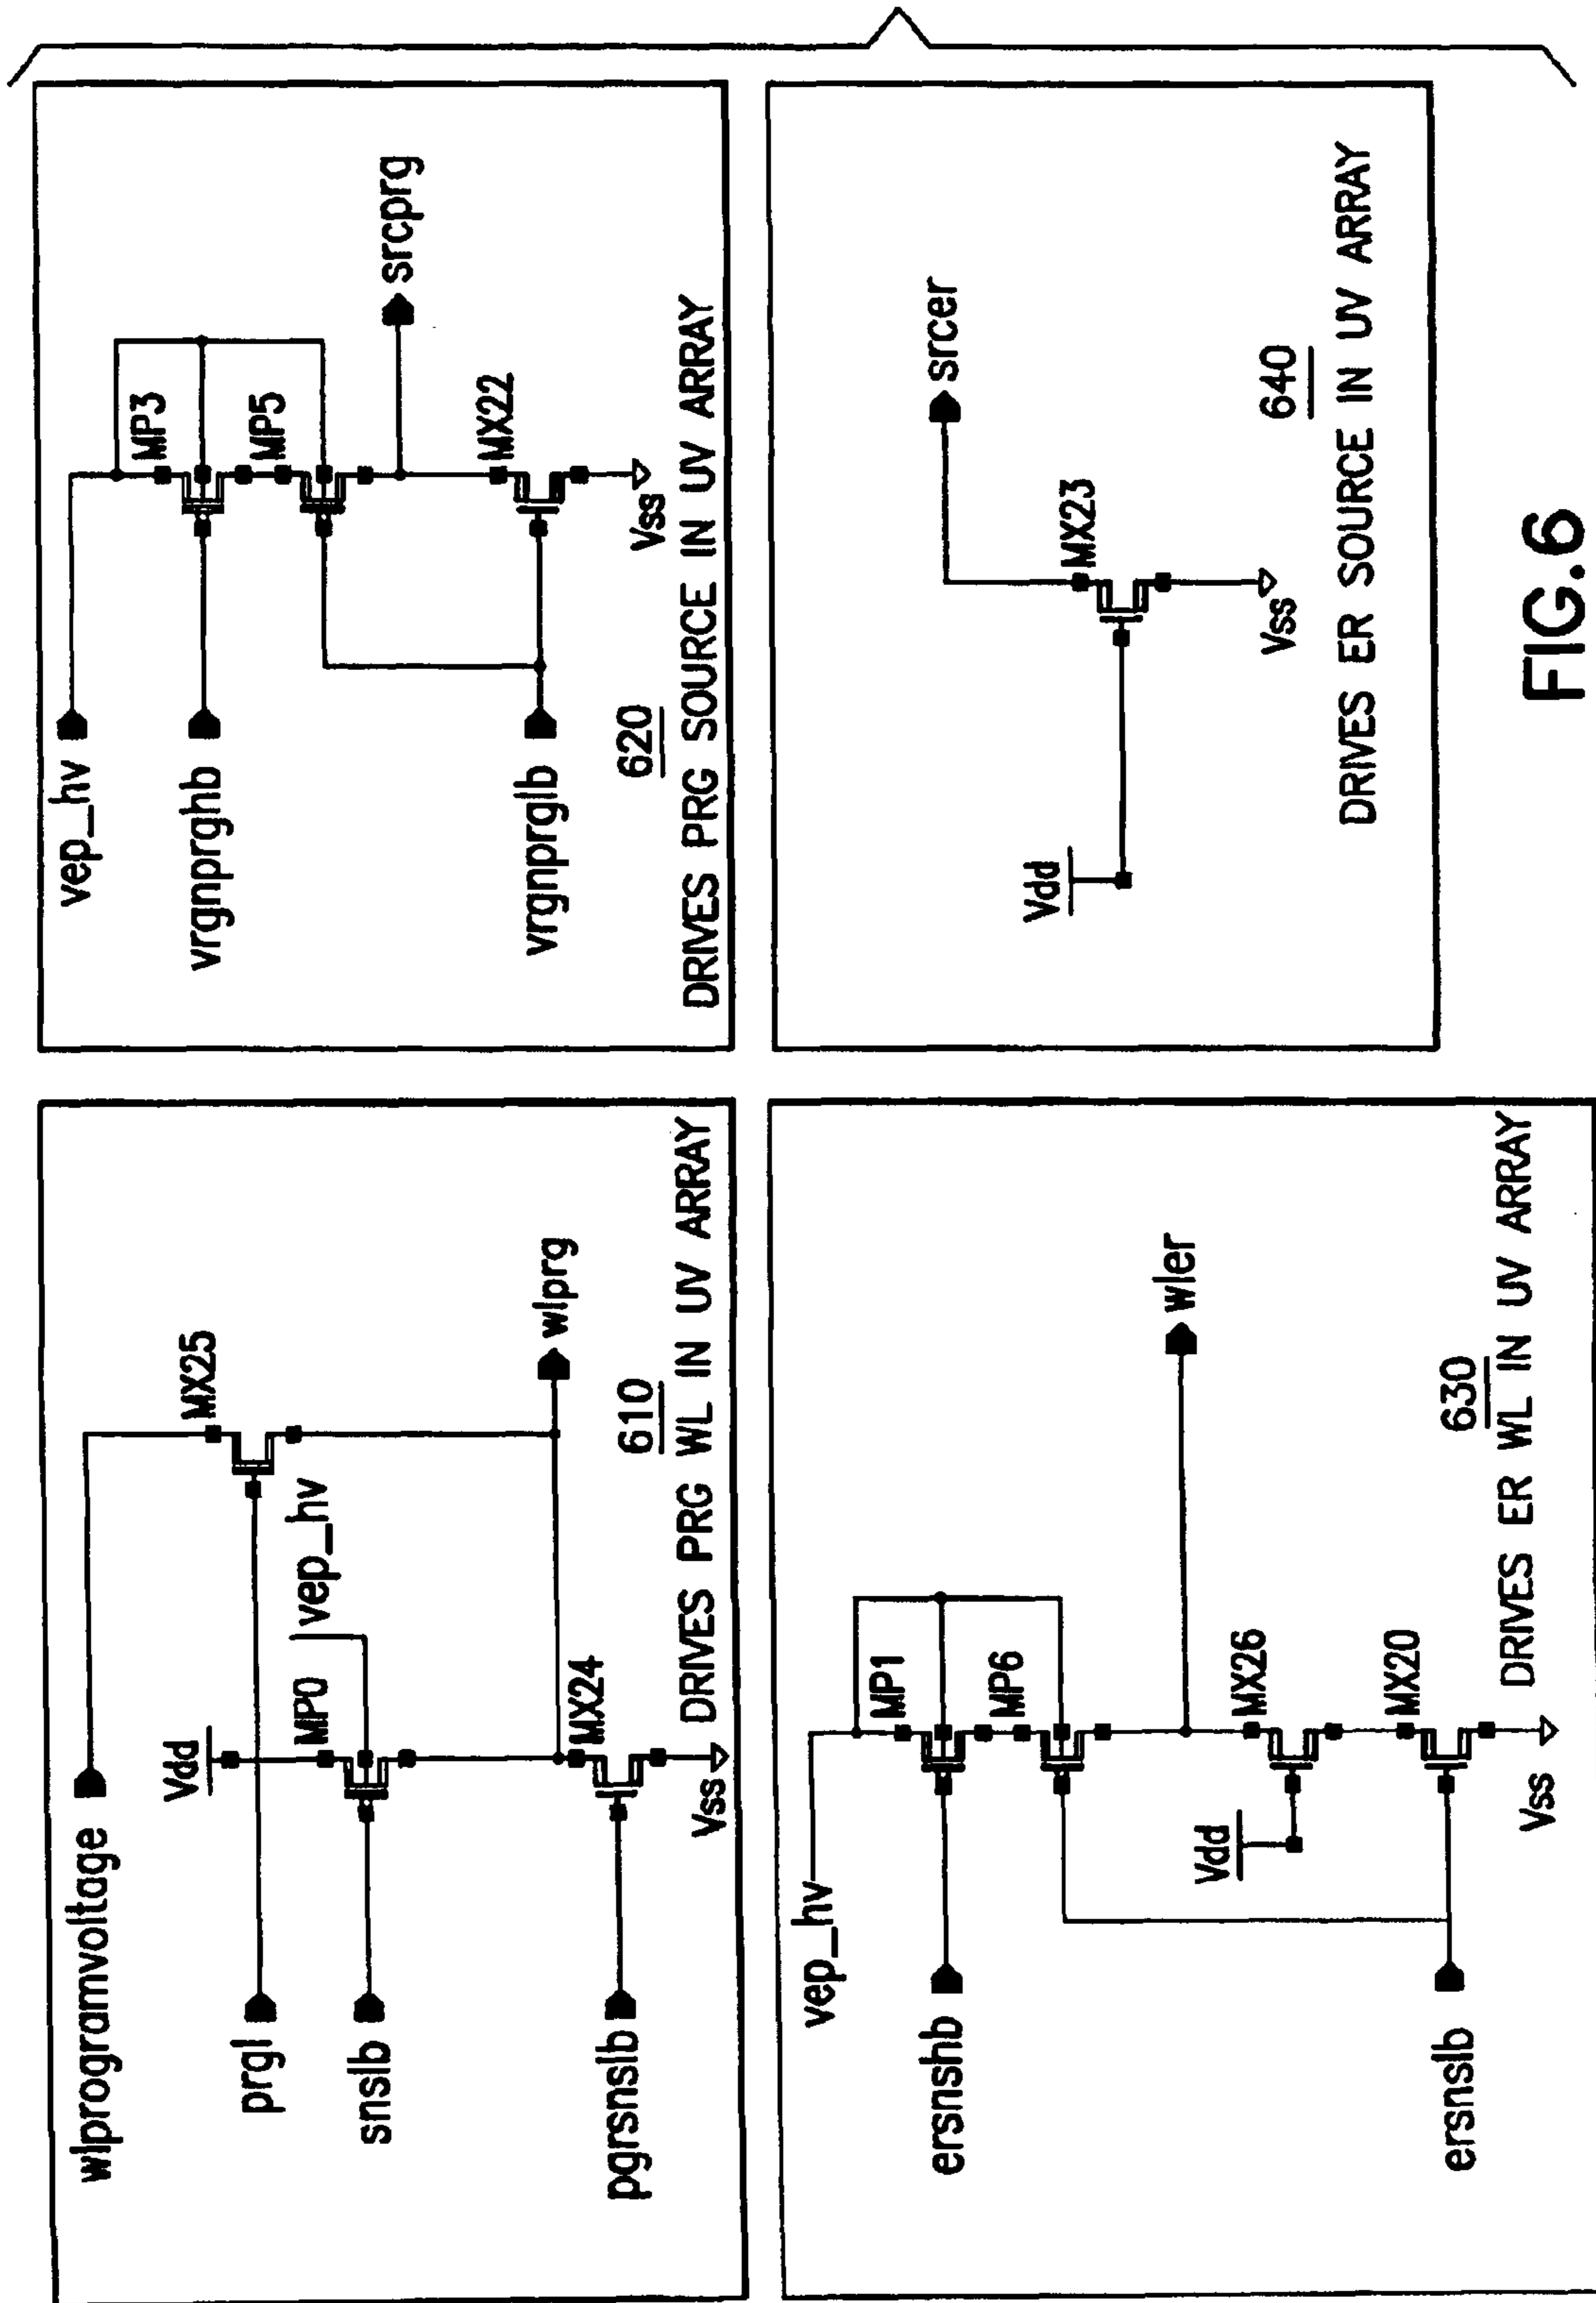 wlprogramvoltage
prgl
snslb
pgrsnslb
Vdd
MP0
vep_hv
MX25
MX24
Vss
wlprg
610
DRIVES PRG WL IN UV ARRAY
vep_hv
vrgnprghb
vrgnprglb
MP3
MP5
MX22
Vss
srcprg
620
DRIVES PRG SOURCE IN UV ARRAY
vep_hv
ersnshb
ersnslb
MP1
MP6
Vdd
MX26
MX20
Vss
wler
630
DRIVES ER WL IN UV ARRAY
Vdd
MX23
Vss
srcer
640
DRIVES ER SOURCE IN UV ARRAY
FIG.6